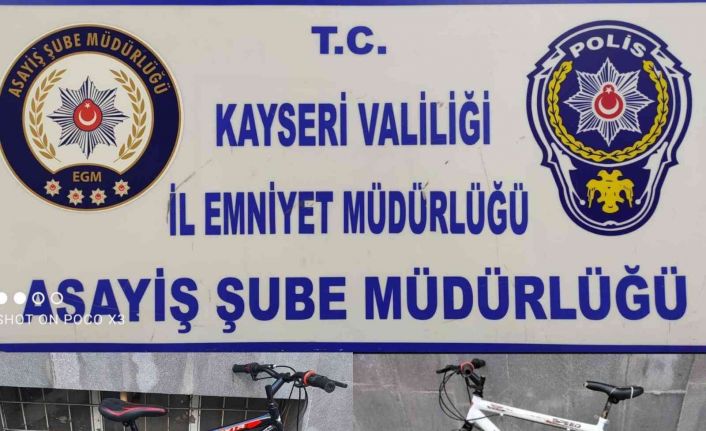 T.C.
KAYSERİ VALİLİĞİ
İL EMNİYET MÜDÜRLÜĞÜ
ASAYİŞ ŞUBE MÜDÜRLÜĞÜ
ASAYİŞ ŞUBE MÜDÜRLÜĞÜ
EGM
POLİS
SHOT ON POCO X3